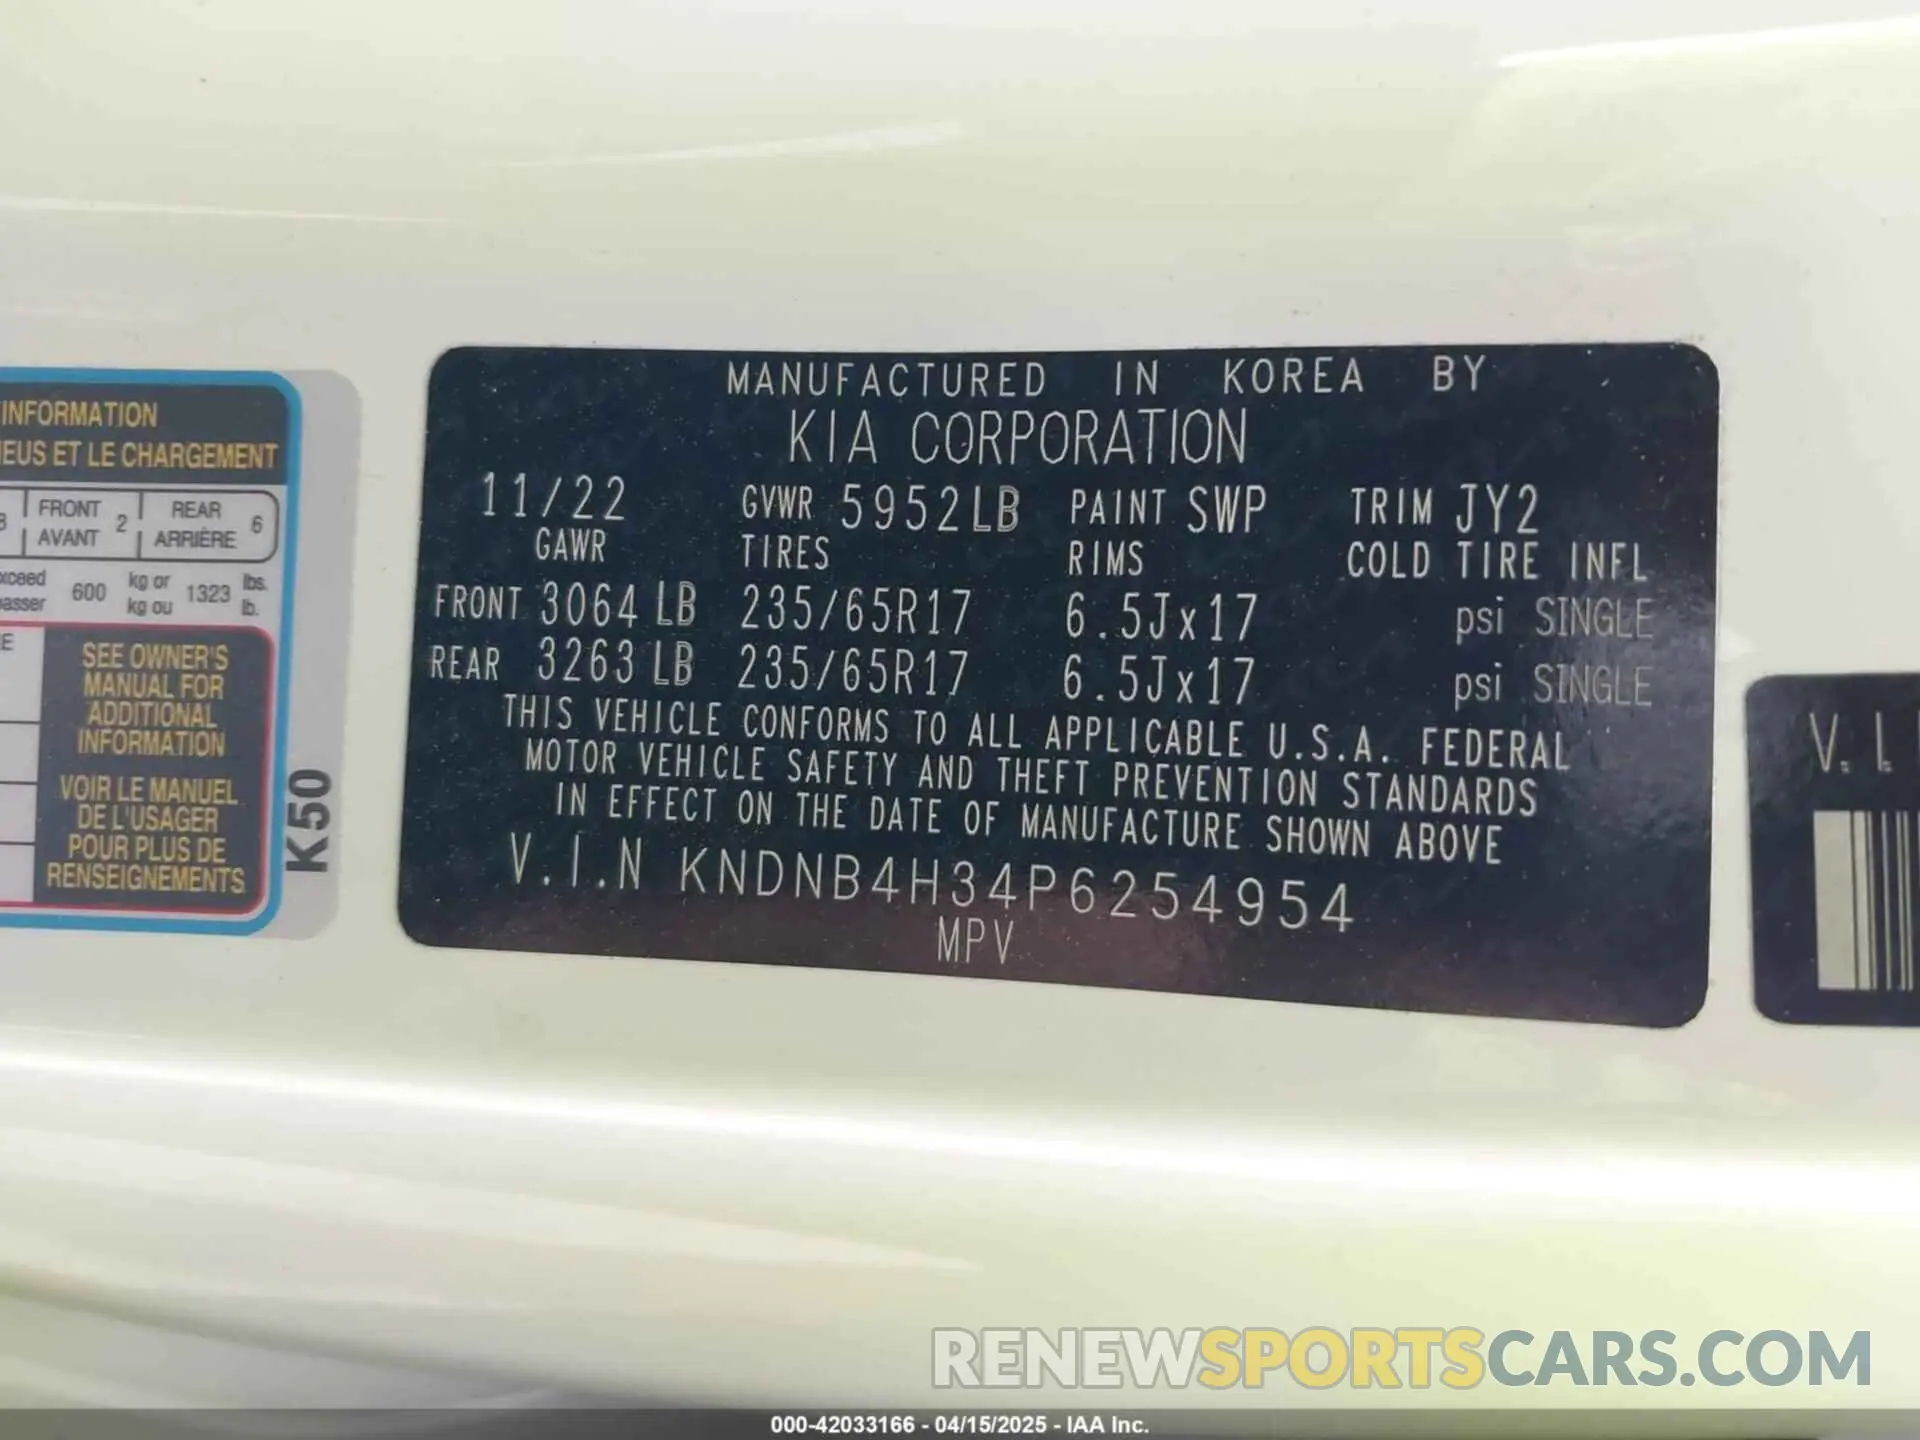 INFORMATION
ET LE CHARGEMENT
FRONT 2 REAR 6
AVANT ARRIÈRE
600 kg or 1323 lbs.
kg ou lb.
SEE OWNER'S
MANUAL FOR
ADDITIONAL
INFORMATION
VOIR LE MANUEL
DE L'USAGER
POUR PLUS DE
RENSEIGNEMENTS
K50
MANUFACTURED IN KOREA BY
KIA CORPORATION
11/22 GVWR 5952LB PAINT SWP TRIM JY2
GAWR TIRES RIMS COLD TIRE INFL
FRONT 3064 LB 235/65R17 6.5Jx17 psi SINGLE
REAR 3263 LB 235/65R17 6.5Jx17 psi SINGLE
THIS VEHICLE CONFORMS TO ALL APPLICABLE U.S.A. FEDERAL
MOTOR VEHICLE SAFETY AND THEFT PREVENTION STANDARDS
IN EFFECT ON THE DATE OF MANUFACTURE SHOWN ABOVE
V.I.N KNDNB4H34P6254954
MPV
V.I.
RENEWSPORTSCARS.COM
000-42033166 - 04/15/2025 - IAA Inc.